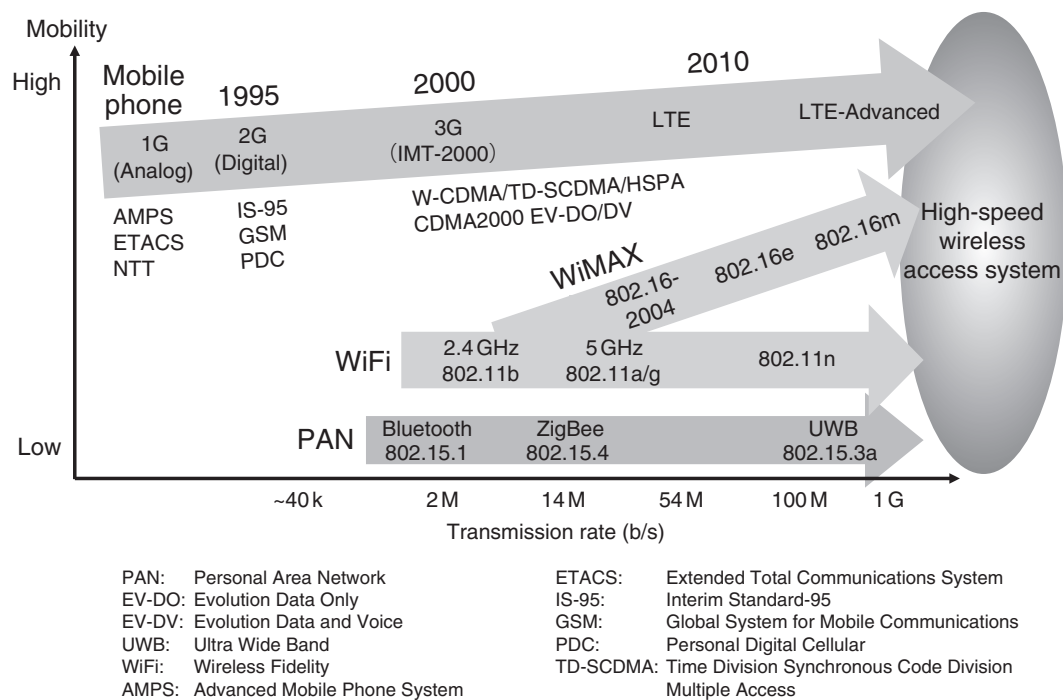 Mobility
High
Mobile
phone
1995
2000
2010
1G
(Analog)
2G
(Digital)
3G
(IMT-2000)
LTE
LTE-Advanced
AMPS
ETACS
NTT
IS-95
GSM
PDC
W-CDMA/TD-SCDMA/HSPA
CDMA2000 EV-DO/DV
WiMAX
802.16-
2004
802.16e
802.16m
High-speed
wireless
access system
WiFi
2.4 GHz
802.11b
5 GHz
802.11a/g
802.11n
Low
PAN
Bluetooth
802.15.1
ZigBee
802.15.4
UWB
802.15.3a
~40 k
2 M
14 M
54 M
100 M
1 G
Transmission rate (b/s)
PAN: Personal Area Network
EV-DO: Evolution Data Only
EV-DV: Evolution Data and Voice
UWB: Ultra Wide Band
WiFi: Wireless Fidelity
AMPS: Advanced Mobile Phone System
ETACS: Extended Total Communications System
IS-95: Interim Standard-95
GSM: Global System for Mobile Communications
PDC: Personal Digital Cellular
TD-SCDMA: Time Division Synchronous Code Division
Multiple Access